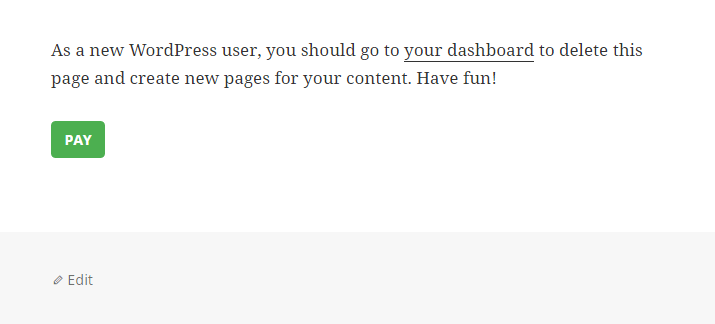 As a new WordPress user, you should go to your dashboard to delete this
page and create new pages for your content. Have fun!
PAY
Edit